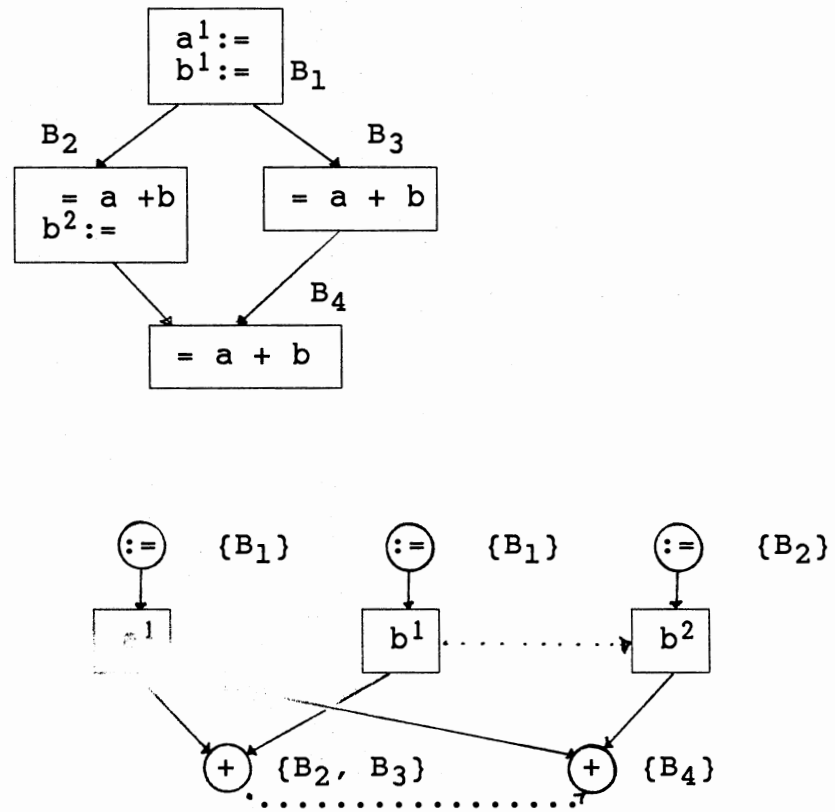 a¹:=
b¹:= B₁
B₂ B₃
= a +b
b²:=
= a + b
B₄
= a + b
:= {B₁} := {B₁} := {B₂}
b¹ b²
+ {B₂, B₃} + {B₄}